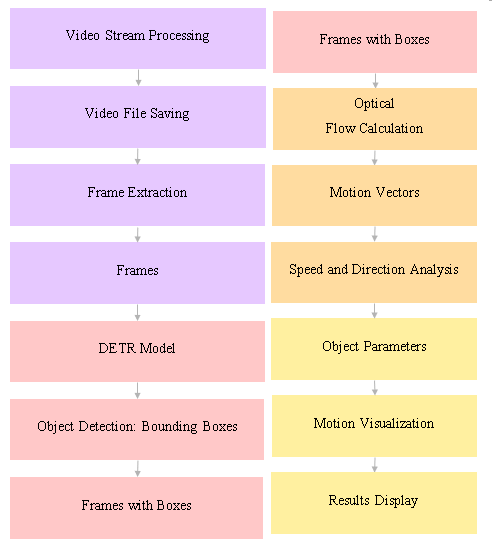 Video Stream Processing
Video File Saving
Frame Extraction
Frames
DETR Model
Object Detection: Bounding Boxes
Frames with Boxes
Frames with Boxes
Optical
Flow Calculation
Motion Vectors
Speed and Direction Analysis
Object Parameters
Motion Visualization
Results Display